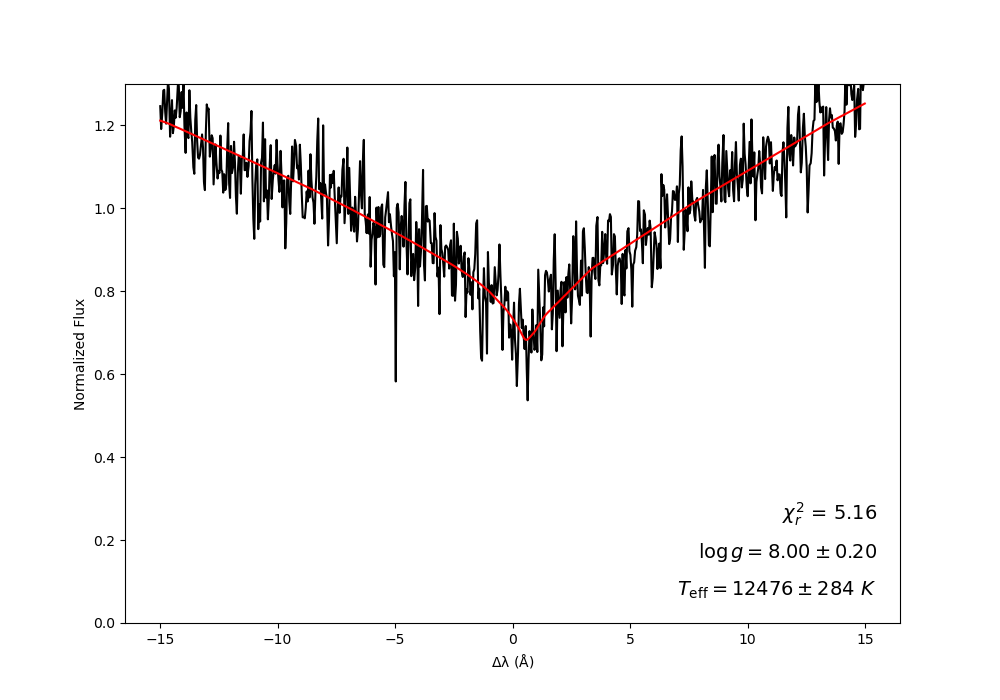 1.2
1.0
0.8
0.6
0.4
0.2
0.0
Normalized Flux
χ²ᵣ = 5.16
log g = 8.00 ± 0.20
T_eff = 12476 ± 284 K
−15 −10 −5 0 5 10 15
Δλ (Å)